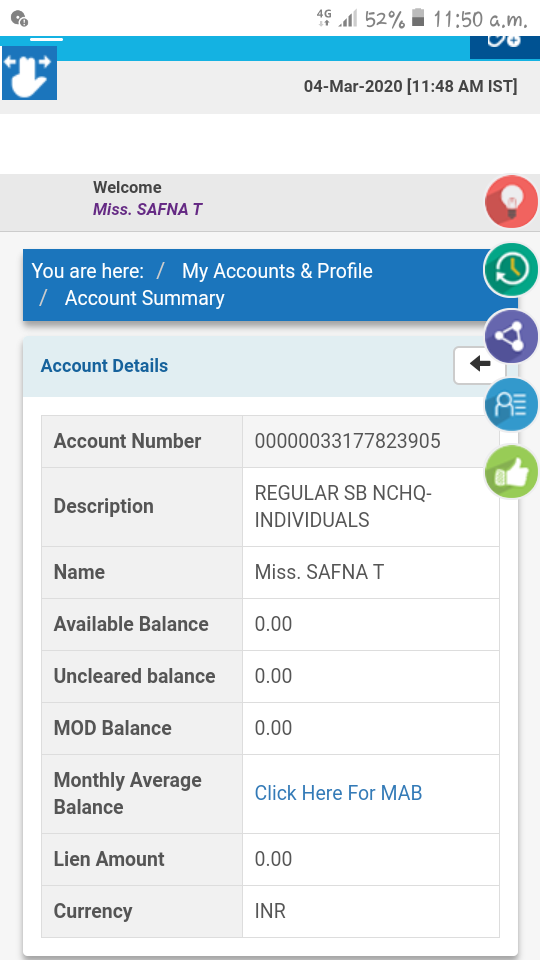 4G 52% 11:50 a.m.
04-Mar-2020 [11:48 AM IST]
Welcome
Miss. SAFNA T
You are here: / My Accounts & Profile
/ Account Summary
Account Details
Account Number 00000033177823905
Description REGULAR SB NCHQ-
INDIVIDUALS
Name Miss. SAFNA T
Available Balance 0.00
Uncleared balance 0.00
MOD Balance 0.00
Monthly Average
Balance Click Here For MAB
Lien Amount 0.00
Currency INR